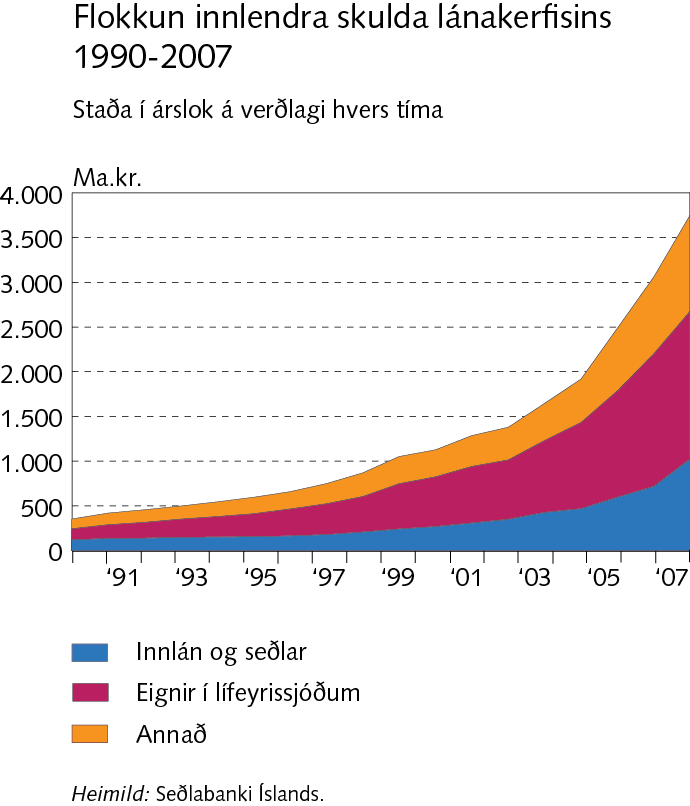 Flokkun innlendra skulda lánakerfisins
1990-2007
Staða í árslok á verðlagi hvers tíma
Ma.kr.
4.000
3.500
3.000
2.500
2.000
1.500
1.000
500
0
‘91 ‘93 ‘95 ‘97 ‘99 ‘01 ‘03 ‘05 ‘07
Innlán og seðlar
Eignir í lífeyrissjóðum
Annað
Heimild: Seðlabanki Íslands.